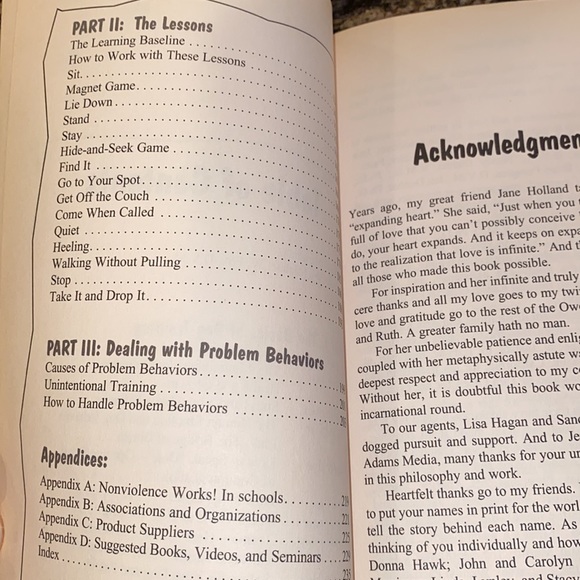 PART II: The Lessons
The Learning Baseline
How to Work with These Lessons
Sit
Magnet Game
Lie Down
Stand
Stay
Hide-and-Seek Game
Find It
Go to Your Spot
Get Off the Couch
Come When Called
Quiet
Heeling
Walking Without Pulling
Stop
Take It and Drop It
PART III: Dealing with Problem Behaviors
Causes of Problem Behaviors
Unintentional Training
How to Handle Problem Behaviors
Appendices:
Appendix A: Nonviolence Works! In schools
Appendix B: Associations and Organizations
Appendix C: Product Suppliers
Appendix D: Suggested Books, Videos, and Seminars
Index
Acknowledgmen
Years ago, my great friend Jane Holland t
"expanding heart." She said, "Just when you
full of love that you can't possibly conceive
do, your heart expands. And it keeps on expa
to the realization that love is infinite." And t
all those who made this book possible.
For inspiration and her infinite and truly
cere thanks and all my love goes to my twi
love and gratitude go to the rest of the Ow
and Ruth. A greater family hath no man.
For her unbelievable patience and enli
coupled with her metaphysically astute w
deepest respect and appreciation to my c
Without her, it is doubtful this book wo
incarnational round.
To our agents, Lisa Hagan and San
dogged pursuit and support. And to Je
Adams Media, many thanks for your u
in this philosophy and work.
Heartfelt thanks go to my friends.
to put your names in print for the worl
tell the story behind each name. As
thinking of you individually and how
Donna Hawk; John and Carolyn